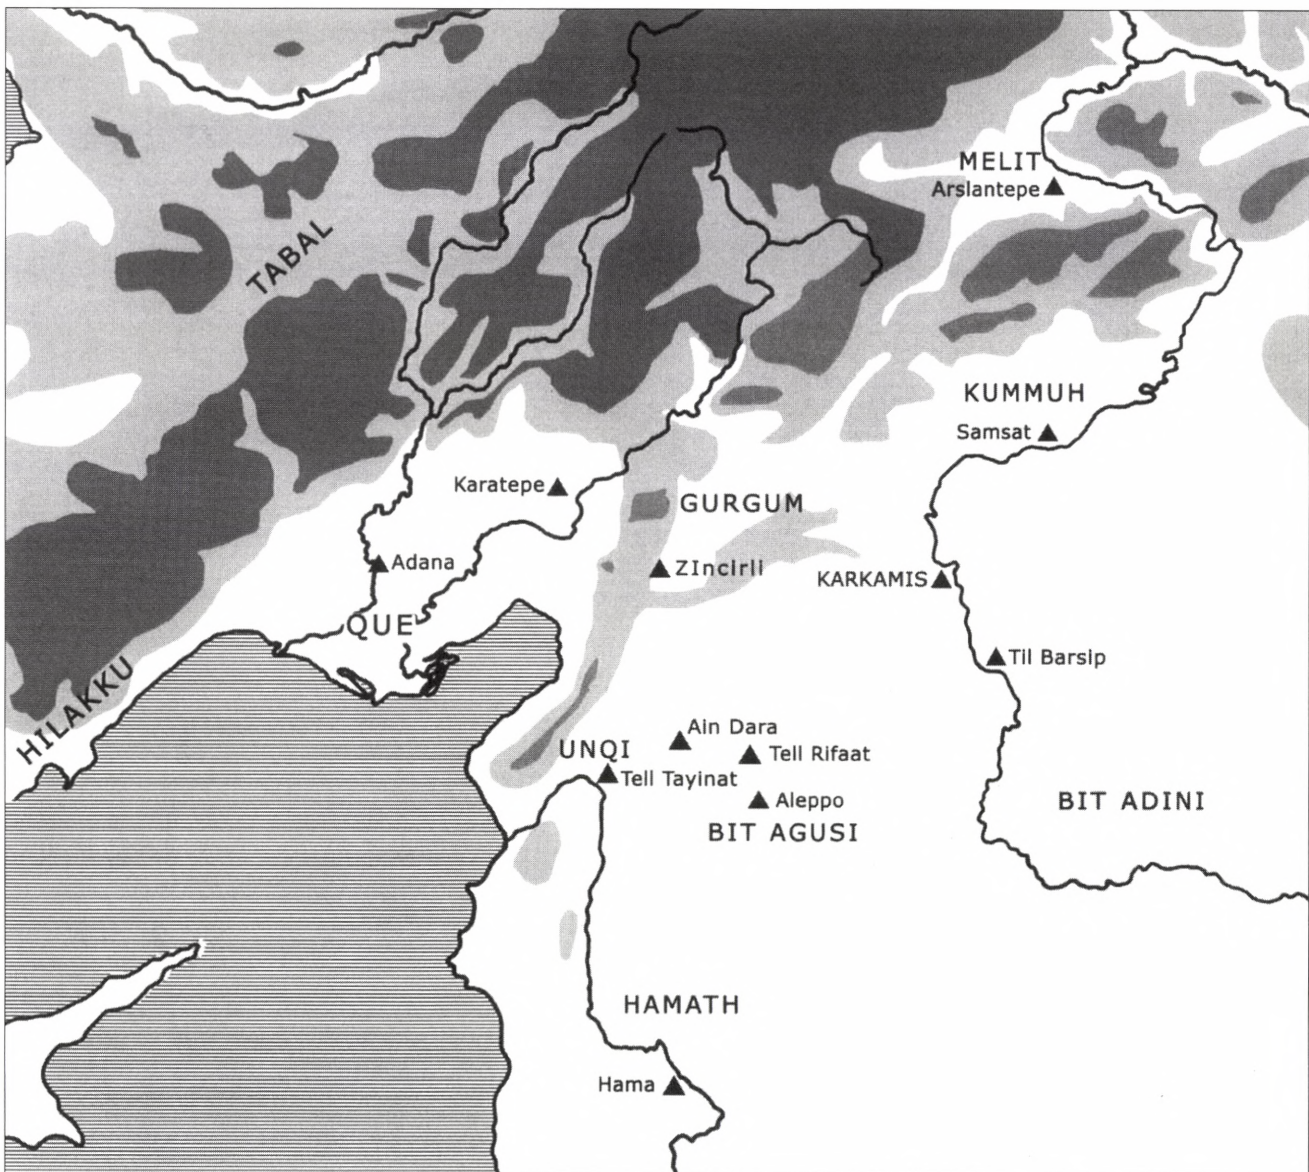 MELIT
Arslantepe
TABAL
KUMMUH
Samsat
Karatepe
GURGUM
Adana
ZIncirli
KARKAMIS
QUE
Til Barsip
HILAKKU
Ain Dara
UNQI
Tell Rifaat
Tell Tayinat
Aleppo
BIT ADINI
BIT AGUSI
HAMATH
Hama